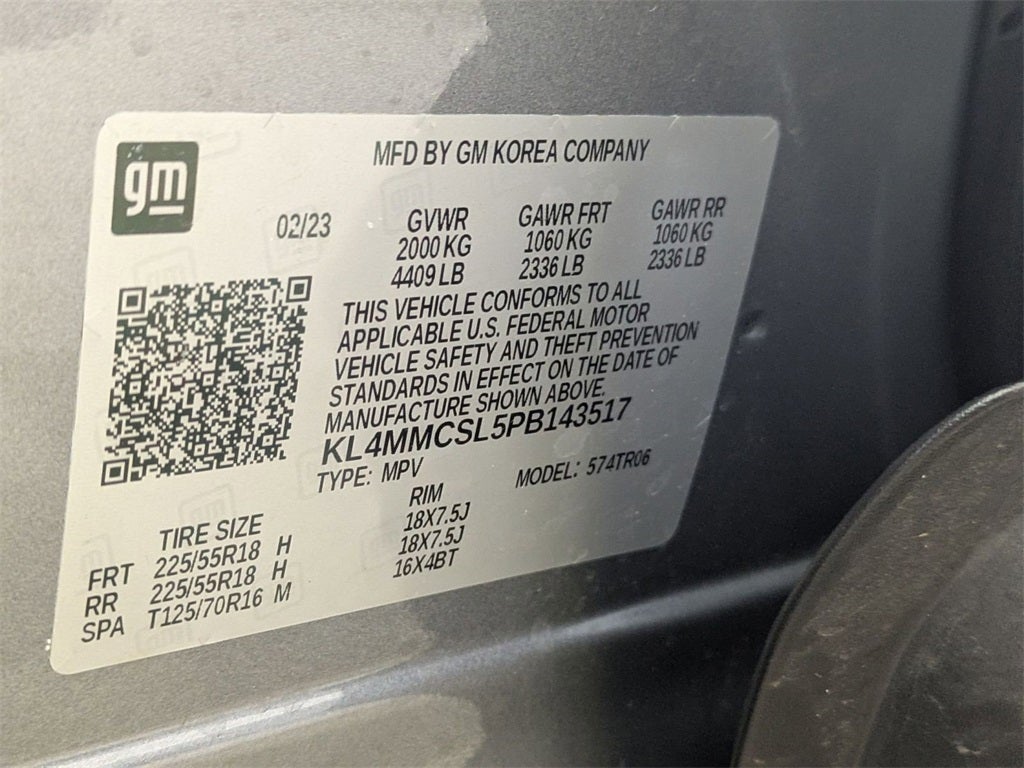 gm
MFD BY GM KOREA COMPANY
02/23 GVWR GAWR FRT GAWR RR
2000 KG 1060 KG 1060 KG
4409 LB 2336 LB 2336 LB
THIS VEHICLE CONFORMS TO ALL
APPLICABLE U.S. FEDERAL MOTOR
VEHICLE SAFETY AND THEFT PREVENTION
STANDARDS IN EFFECT ON THE DATE OF
MANUFACTURE SHOWN ABOVE.
KL4MMCSL5PB143517
TYPE: MPV MODEL: 574TR06
TIRE SIZE RIM
FRT 225/55R18 H 18X7.5J
RR 225/55R18 H 18X7.5J
SPA T125/70R16 M 16X4BT